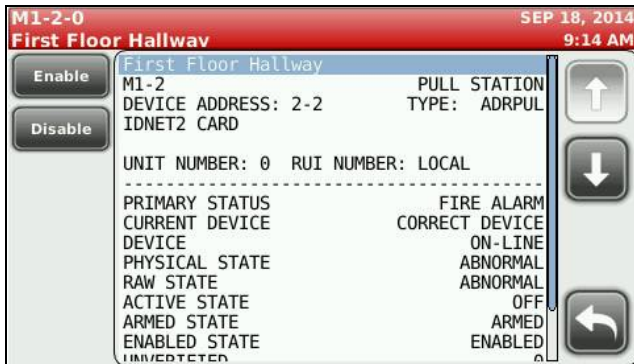 M1-2-0 SEP 18, 2014
First Floor Hallway 9:14 AM
Enable
Disable
First Floor Hallway
M1-2 PULL STATION
DEVICE ADDRESS: 2-2 TYPE: ADRPUL
IDNET2 CARD
UNIT NUMBER: 0 RUI NUMBER: LOCAL
----------------------------------------
PRIMARY STATUS FIRE ALARM
CURRENT DEVICE CORRECT DEVICE
DEVICE ON-LINE
PHYSICAL STATE ABNORMAL
RAW STATE ABNORMAL
ACTIVE STATE OFF
ARMED STATE ARMED
ENABLED STATE ENABLED
UNVERIFIED 0